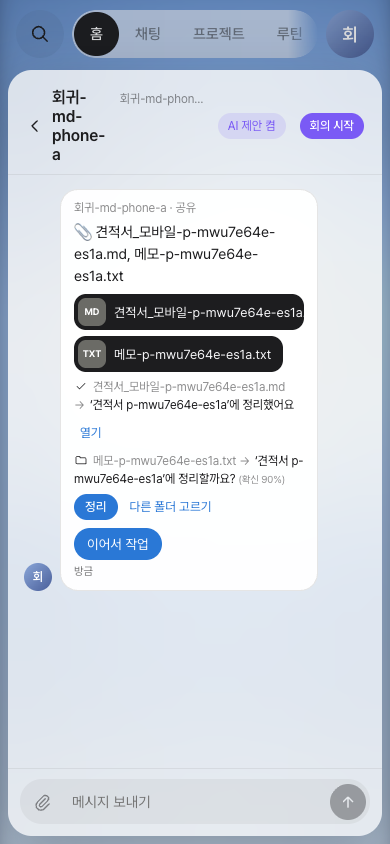 홈 채팅 프로젝트 루틴 회
회귀-
md-
phone-
a
회귀-md-phon...
AI 제안 켬 회의 시작
회귀-md-phone-a · 공유
📎 견적서_모바일-p-mwu7e64e-
es1a.md, 메모-p-mwu7e64e-
es1a.txt
MD 견적서_모바일-p-mwu7e64e-es1a
TXT 메모-p-mwu7e64e-es1a.txt
✓ 견적서_모바일-p-mwu7e64e-es1a.md
→ '견적서 p-mwu7e64e-es1a'에 정리했어요
열기
메모-p-mwu7e64e-es1a.txt → '견적서 p-
mwu7e64e-es1a'에 정리할까요? (확신 90%)
정리 다른 폴더 고르기
이어서 작업
방금
회
메시지 보내기